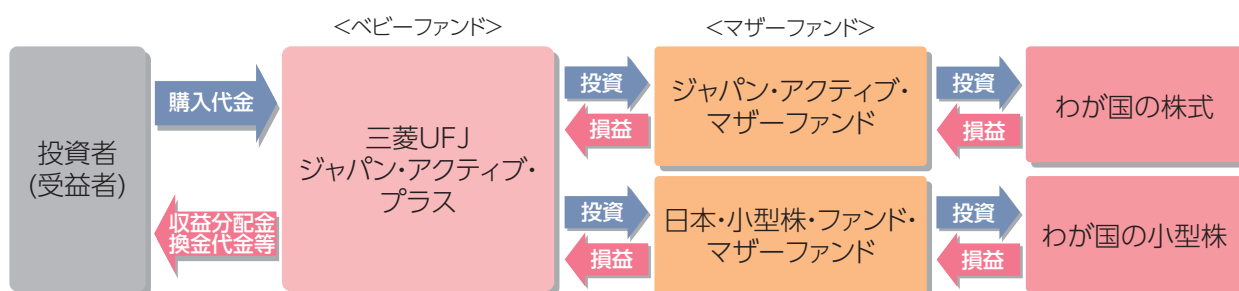 <ベビーファンド>
<マザーファンド>
投資者
(受益者)
購入代金
収益分配金
換金代金等
三菱UFJ
ジャパン・アクティブ・
プラス
投資
損益
ジャパン・アクティブ・
マザーファンド
投資
損益
わが国の株式
投資
損益
日本・小型株・ファンド・
マザーファンド
投資
損益
わが国の小型株